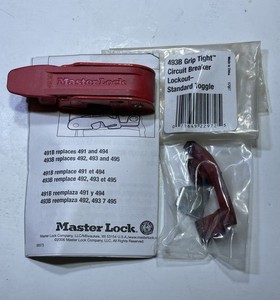 Master Lock
493B Grip Tight™
Circuit Breaker
Lockout–
Standard Toggle
491B replaces 491 and 494
493B replaces 492, 493 and 495
491B remplace 491 et 494
493B remplace 492, 493 et 495
491B reemplaza 491 y 494
493B reemplaza 492, 493 7 495
Master Lock.